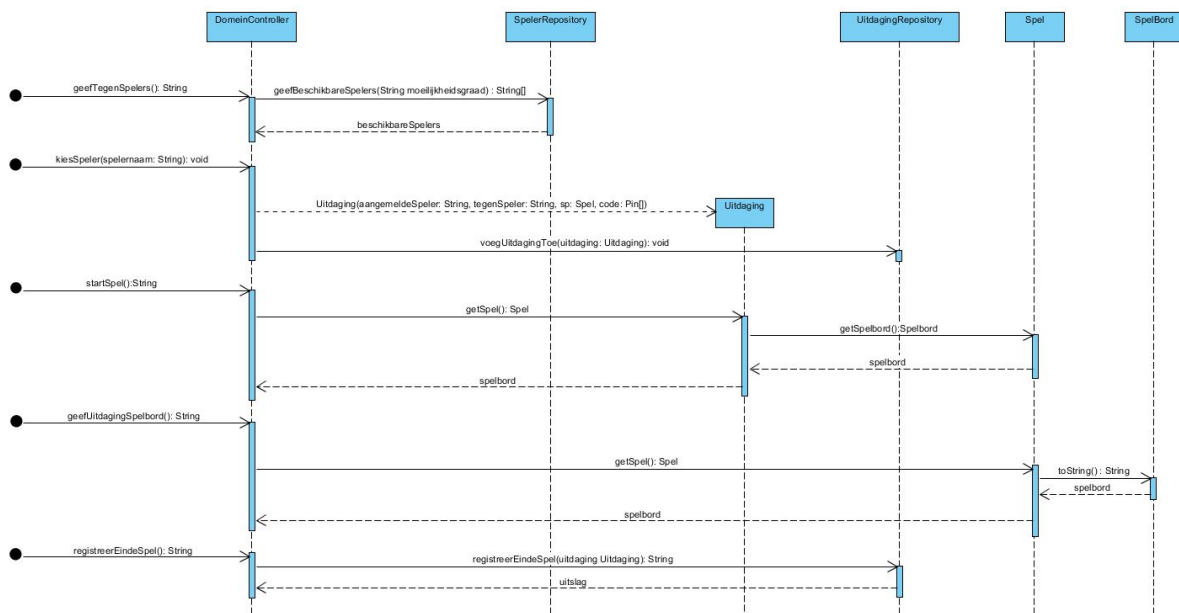 DomeinController
SpelerRepository
UitdagingRepository
Spel
SpelBord
geefTegenSpelers(): String
geefBeschikbareSpelers(String moeilijkheidsgraad) : String[]
beschikbareSpelers
kiesSpeler(spelernaam: String): void
Uitdaging(aangemeldeSpeler: String, tegenSpeler: String, sp: Spel, code: Pin[])
Uitdaging
voegUitdagingToe(uitdaging: Uitdaging): void
startSpel():String
getSpel(): Spel
getSpelbord():Spelbord
spelbord
spelbord
geefUitdagingSpelbord(): String
getSpel(): Spel
toString() : String
spelbord
spelbord
registreerEindeSpel(): String
registreerEindeSpel(uitdaging Uitdaging): String
uitslag